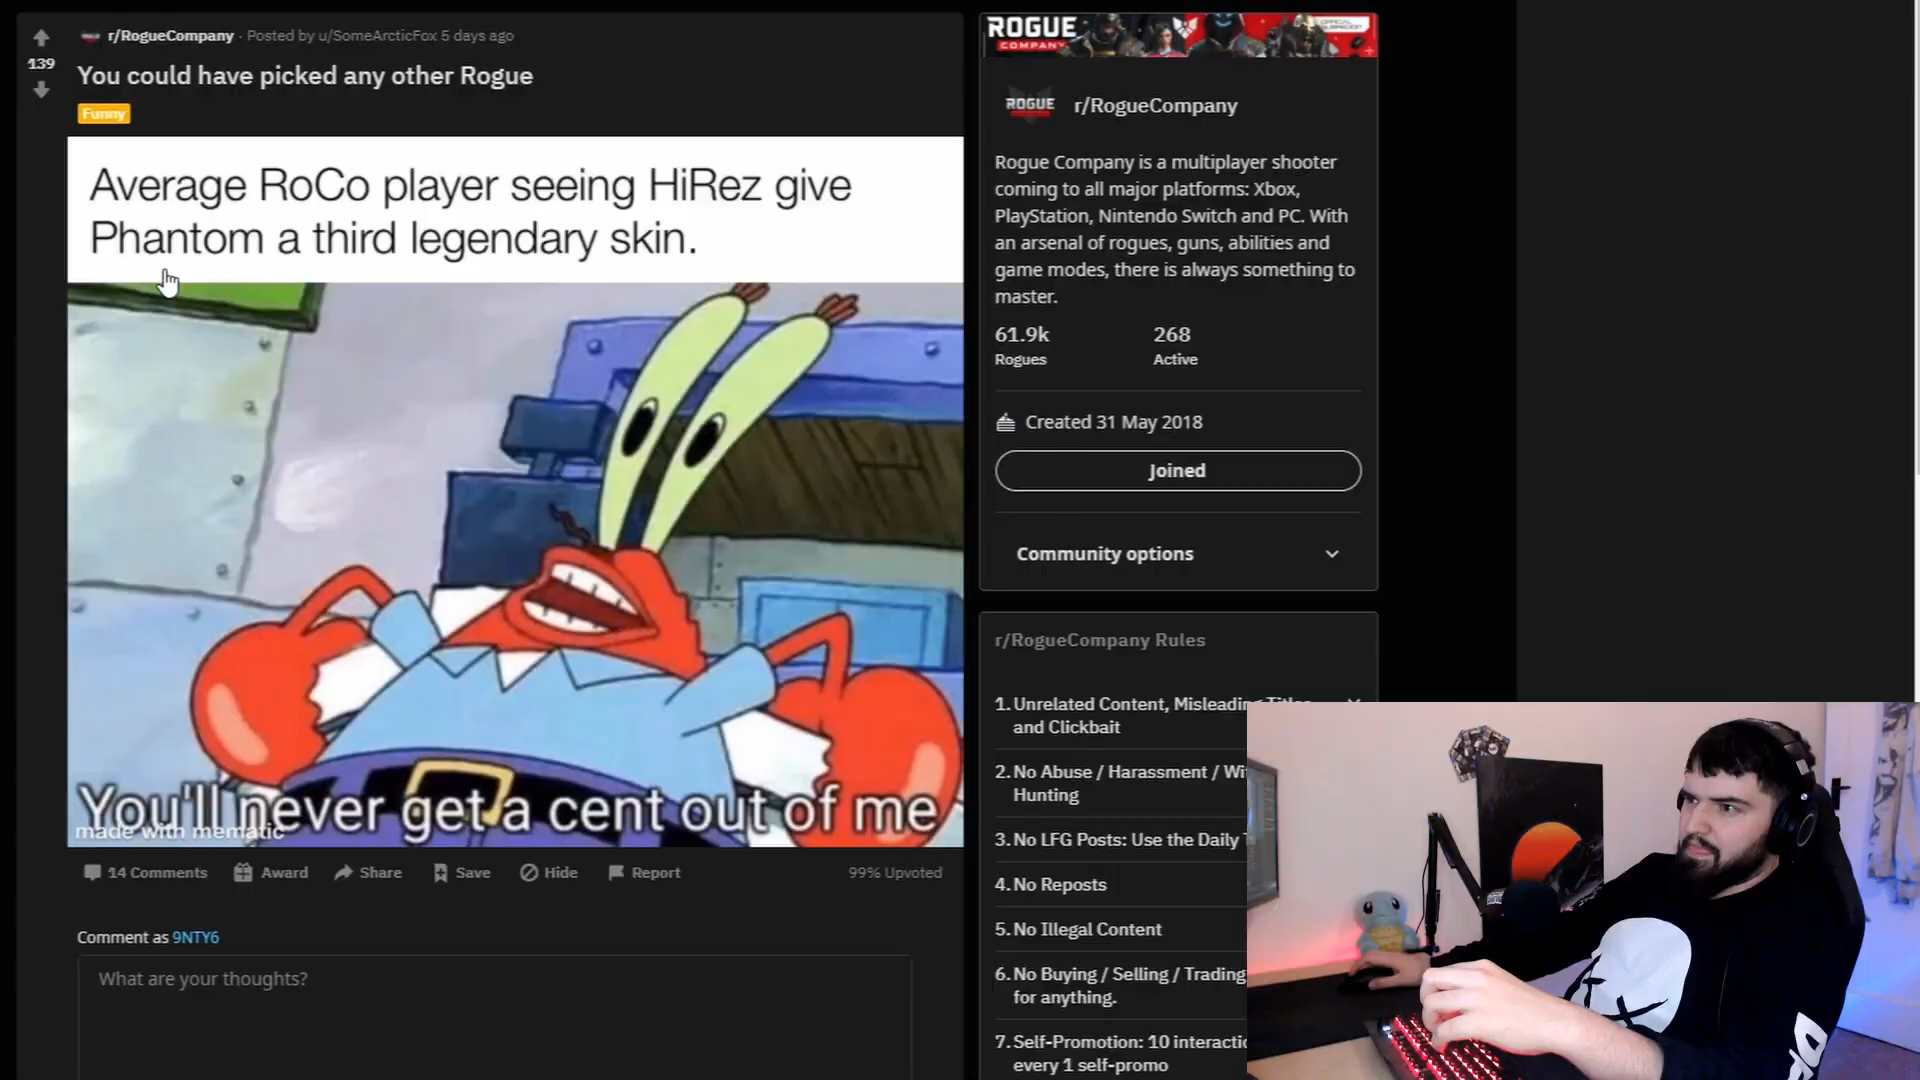 139
r/RogueCompany · Posted by u/SomeArcticFox 5 days ago
You could have picked any other Rogue
Funny
Average RoCo player seeing HiRez give
Phantom a third legendary skin.
You'll never get a cent out of me
made with mematic
14 Comments
Award
Share
Save
Hide
Report
99% Upvoted
Comment as 9NTY6
What are your thoughts?
ROGUE
COMPANY
ROGUE
r/RogueCompany
Rogue Company is a multiplayer shooter
coming to all major platforms: Xbox,
PlayStation, Nintendo Switch and PC. With
an arsenal of rogues, guns, abilities and
game modes, there is always something to
master.
61.9k
268
Rogues
Active
Created 31 May 2018
Joined
Community options
r/RogueCompany Rules
1. Unrelated Content, Misleading Titles
and Clickbait
2. No Abuse / Harassment / Wi
Hunting
3. No LFG Posts: Use the Daily
4. No Reposts
5. No Illegal Content
6. No Buying / Selling / Trading
for anything.
7. Self-Promotion: 10 interactio
every 1 self-promo